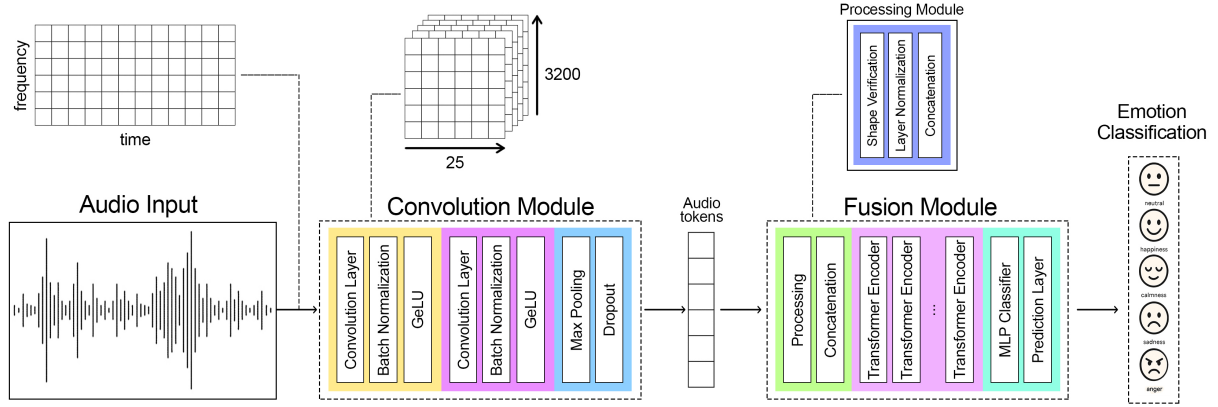 Processing Module
Shape Verification
Layer Normalization
Concatenation
frequency
time
3200
25
Emotion
Classification
Audio Input
Convolution Module
Audio
tokens
Fusion Module
Convolution Layer
Batch Normalization
GeLU
Convolution Layer
Batch Normalization
GeLU
Max Pooling
Dropout
Processing
Concatenation
Transformer Encoder
Transformer Encoder
...
Transformer Encoder
MLP Classifier
Prediction Layer
neutral
happiness
calmness
sadness
anger